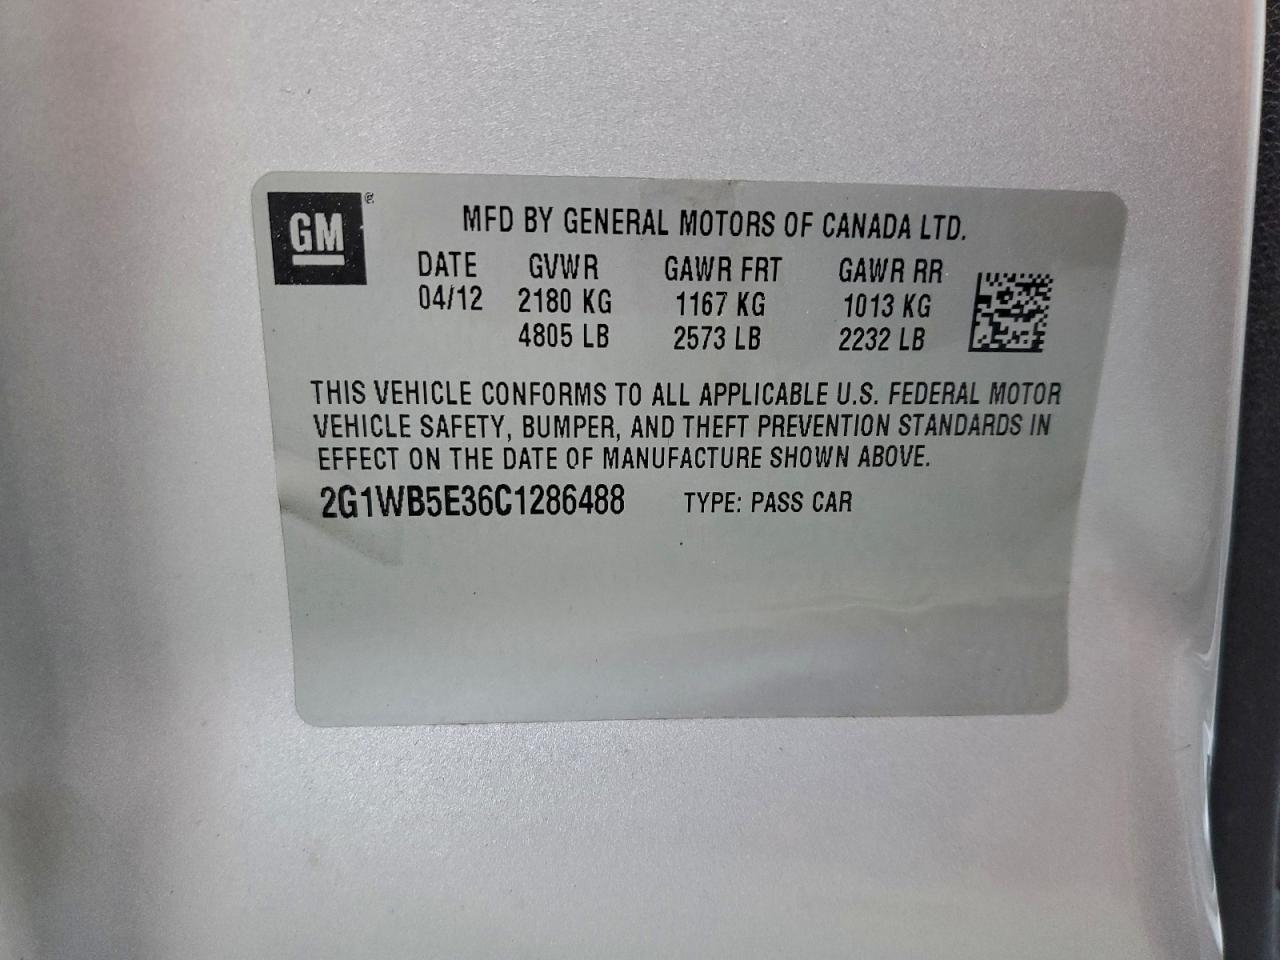 GM
MFD BY GENERAL MOTORS OF CANADA LTD.
DATE GVWR GAWR FRT GAWR RR
04/12 2180 KG 1167 KG 1013 KG
4805 LB 2573 LB 2232 LB
THIS VEHICLE CONFORMS TO ALL APPLICABLE U.S. FEDERAL MOTOR
VEHICLE SAFETY, BUMPER, AND THEFT PREVENTION STANDARDS IN
EFFECT ON THE DATE OF MANUFACTURE SHOWN ABOVE.
2G1WB5E36C1286488 TYPE: PASS CAR